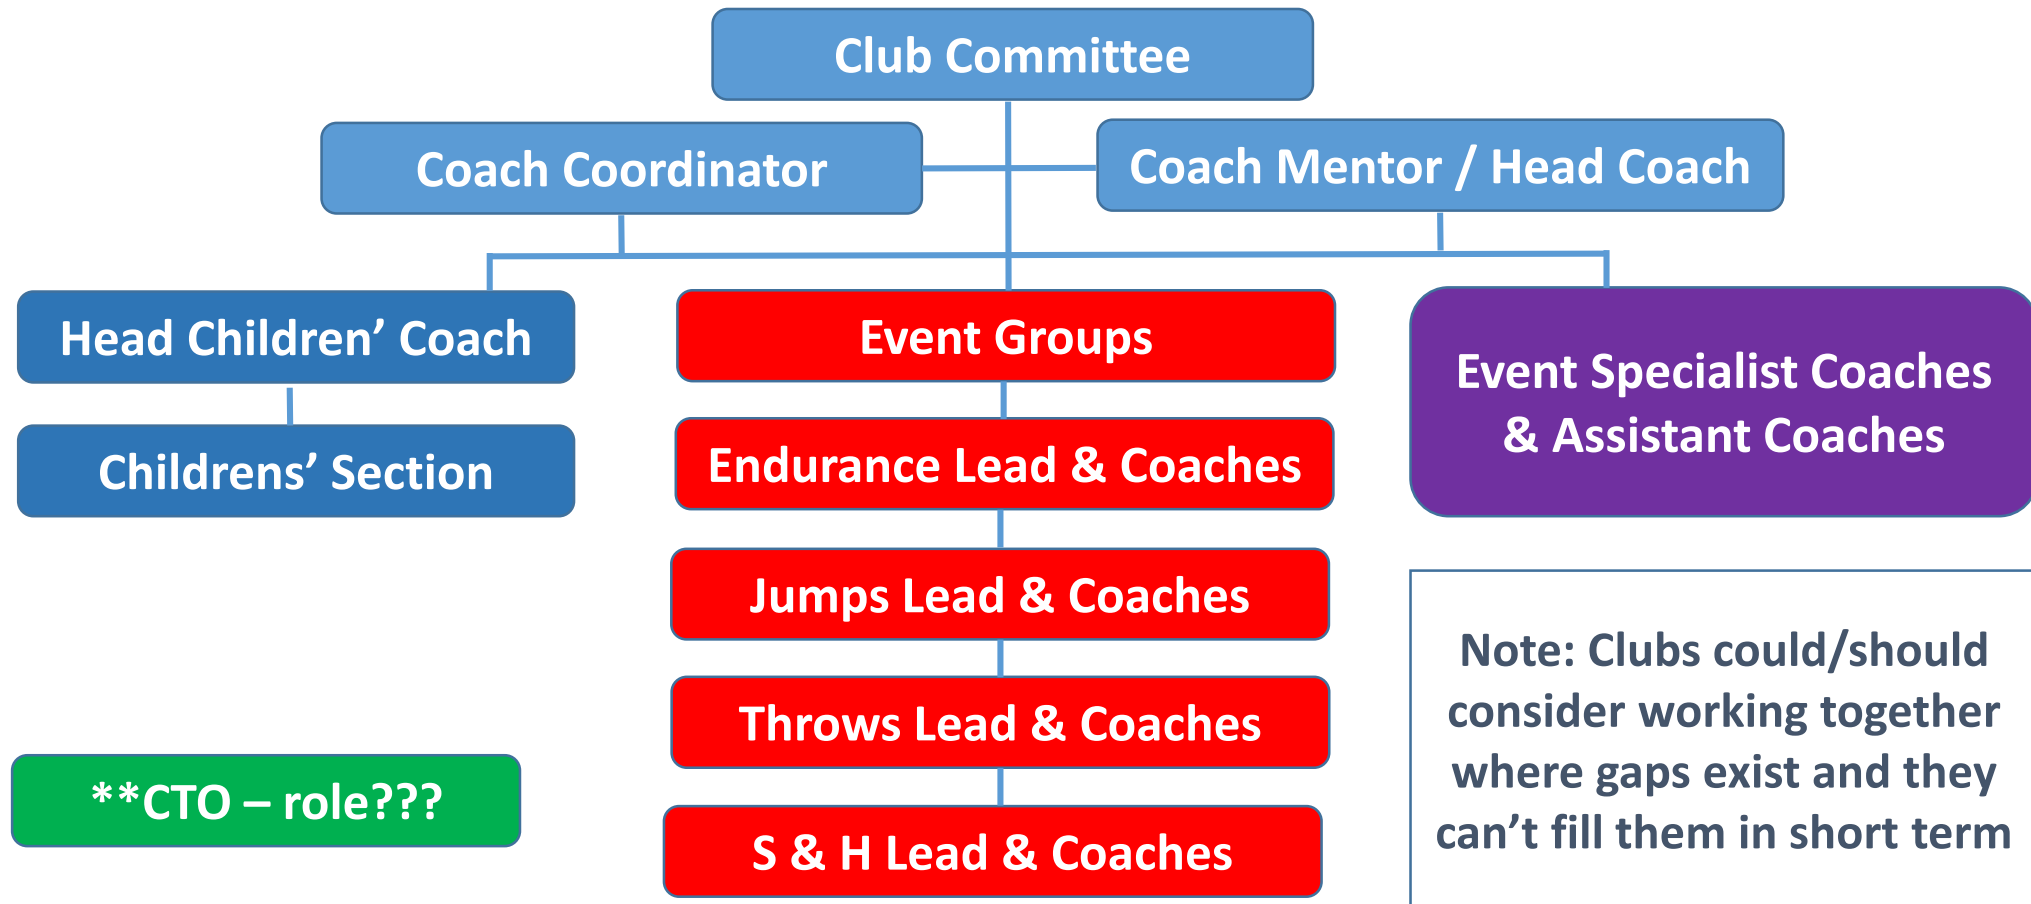 Club Committee
Coach Coordinator
Coach Mentor / Head Coach
Head Children’ Coach
Childrens’ Section
Event Groups
Endurance Lead & Coaches
Jumps Lead & Coaches
Throws Lead & Coaches
S & H Lead & Coaches
Event Specialist Coaches
& Assistant Coaches
Note: Clubs could/should
consider working together
where gaps exist and they
can’t fill them in short term
**CTO – role???